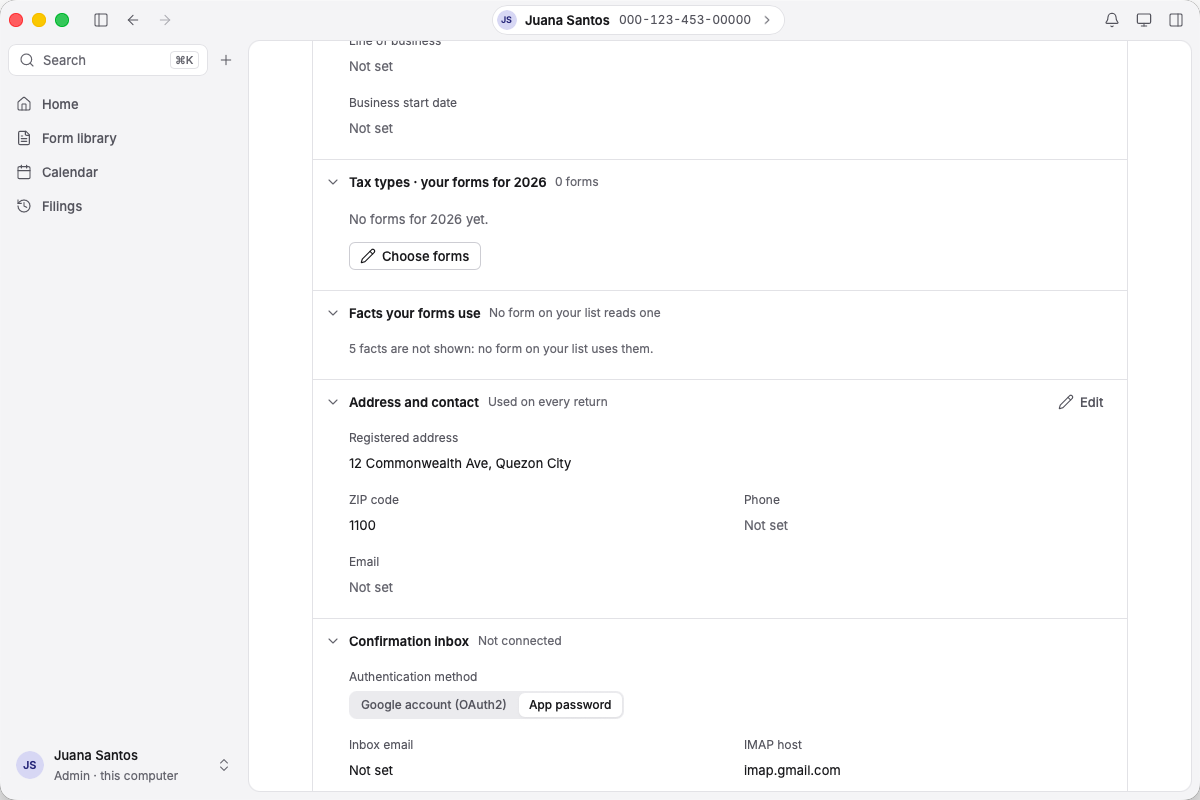 JS Juana Santos 000-123-453-00000
Search ⌘K
Home
Form library
Calendar
Filings
Line of business
Not set
Business start date
Not set
Tax types · your forms for 2026 0 forms
No forms for 2026 yet.
Choose forms
Facts your forms use No form on your list reads one
5 facts are not shown: no form on your list uses them.
Address and contact Used on every return Edit
Registered address
12 Commonwealth Ave, Quezon City
ZIP code Phone
1100 Not set
Email
Not set
Confirmation inbox Not connected
Authentication method
Google account (OAuth2) App password
Inbox email IMAP host
Not set imap.gmail.com
JS Juana Santos
Admin · this computer